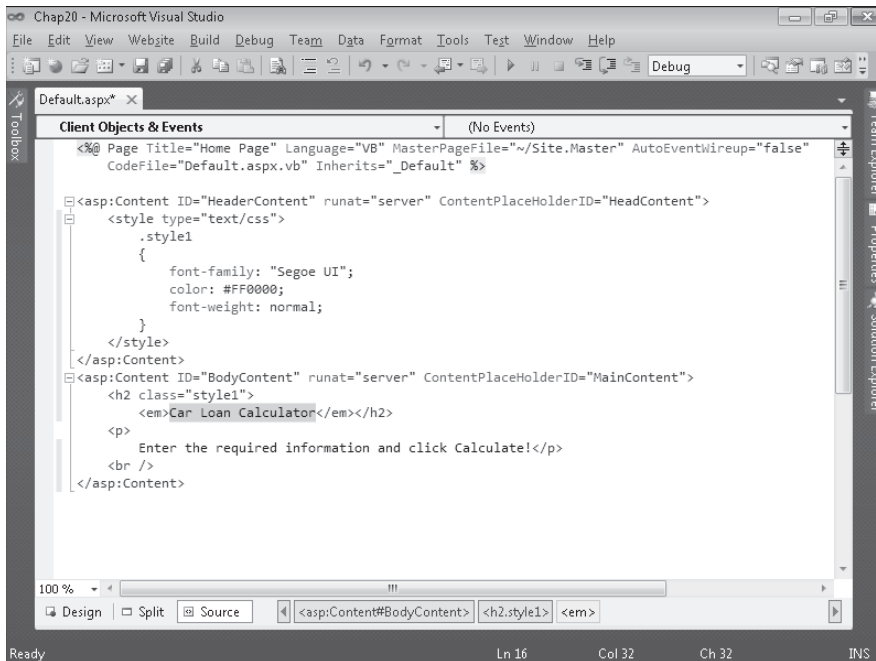 Chap20 - Microsoft Visual Studio
File Edit View Website Build Debug Team Data Format Tools Test Window Help
Debug
Toolbox
Default.aspx*
Client Objects & Events (No Events)
<%@ Page Title="Home Page" Language="VB" MasterPageFile="~/Site.Master" AutoEventWireup="false"
CodeFile="Default.aspx.vb" Inherits="_Default" %>
<asp:Content ID="HeaderContent" runat="server" ContentPlaceHolderID="HeadContent">
<style type="text/css">
.style1
{
font-family: "Segoe UI";
color: #FF0000;
font-weight: normal;
}
</style>
</asp:Content>
<asp:Content ID="BodyContent" runat="server" ContentPlaceHolderID="MainContent">
<h2 class="style1">
<em>Car Loan Calculator</em></h2>
<p>
Enter the required information and click Calculate!</p>
<br />
</asp:Content>
Team Explorer
Properties
Solution Explorer
100 %
Design Split Source <asp:Content#BodyContent> <h2.style1> <em>
Ready Ln 16 Col 32 Ch 32 INS